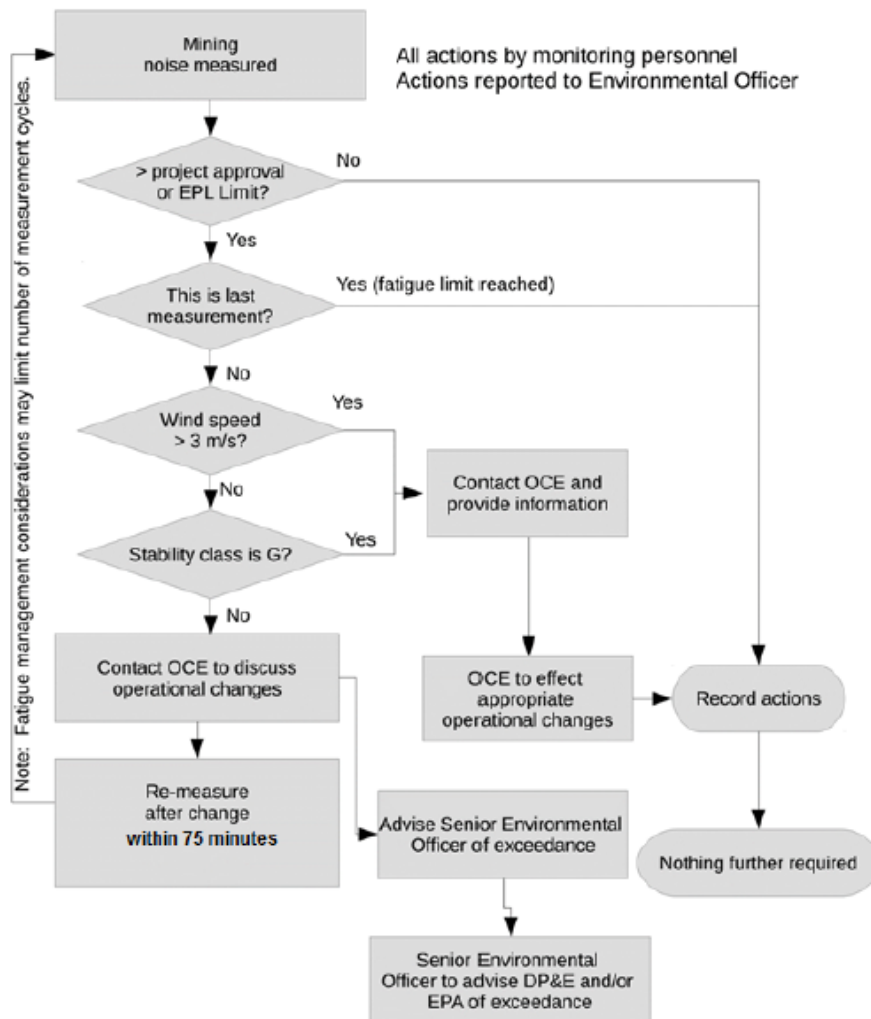 Mining
noise measured
All actions by monitoring personnel
Actions reported to Environmental Officer
Note: Fatigue management considerations may limit number of measurement cycles.
> project approval
or EPL Limit?
No
Yes
This is last
measurement?
Yes (fatigue limit reached)
No
Wind speed
> 3 m/s?
Yes
No
Contact OCE and
provide information
Stability class is G?
Yes
No
Contact OCE to discuss
operational changes
OCE to effect
appropriate
operational changes
Record actions
Re-measure
after change
within 75 minutes
Advise Senior Environmental
Officer of exceedance
Nothing further required
Senior Environmental
Officer to advise DP&E and/or
EPA of exceedance